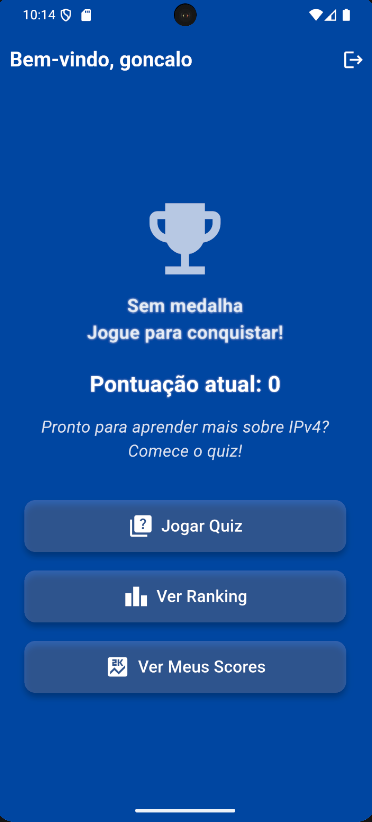 10:14
Bem-vindo, goncalo
Sem medalha
Jogue para conquistar!
Pontuação atual: 0
Pronto para aprender mais sobre IPv4?
Comece o quiz!
? Jogar Quiz
Ver Ranking
2K Ver Meus Scores